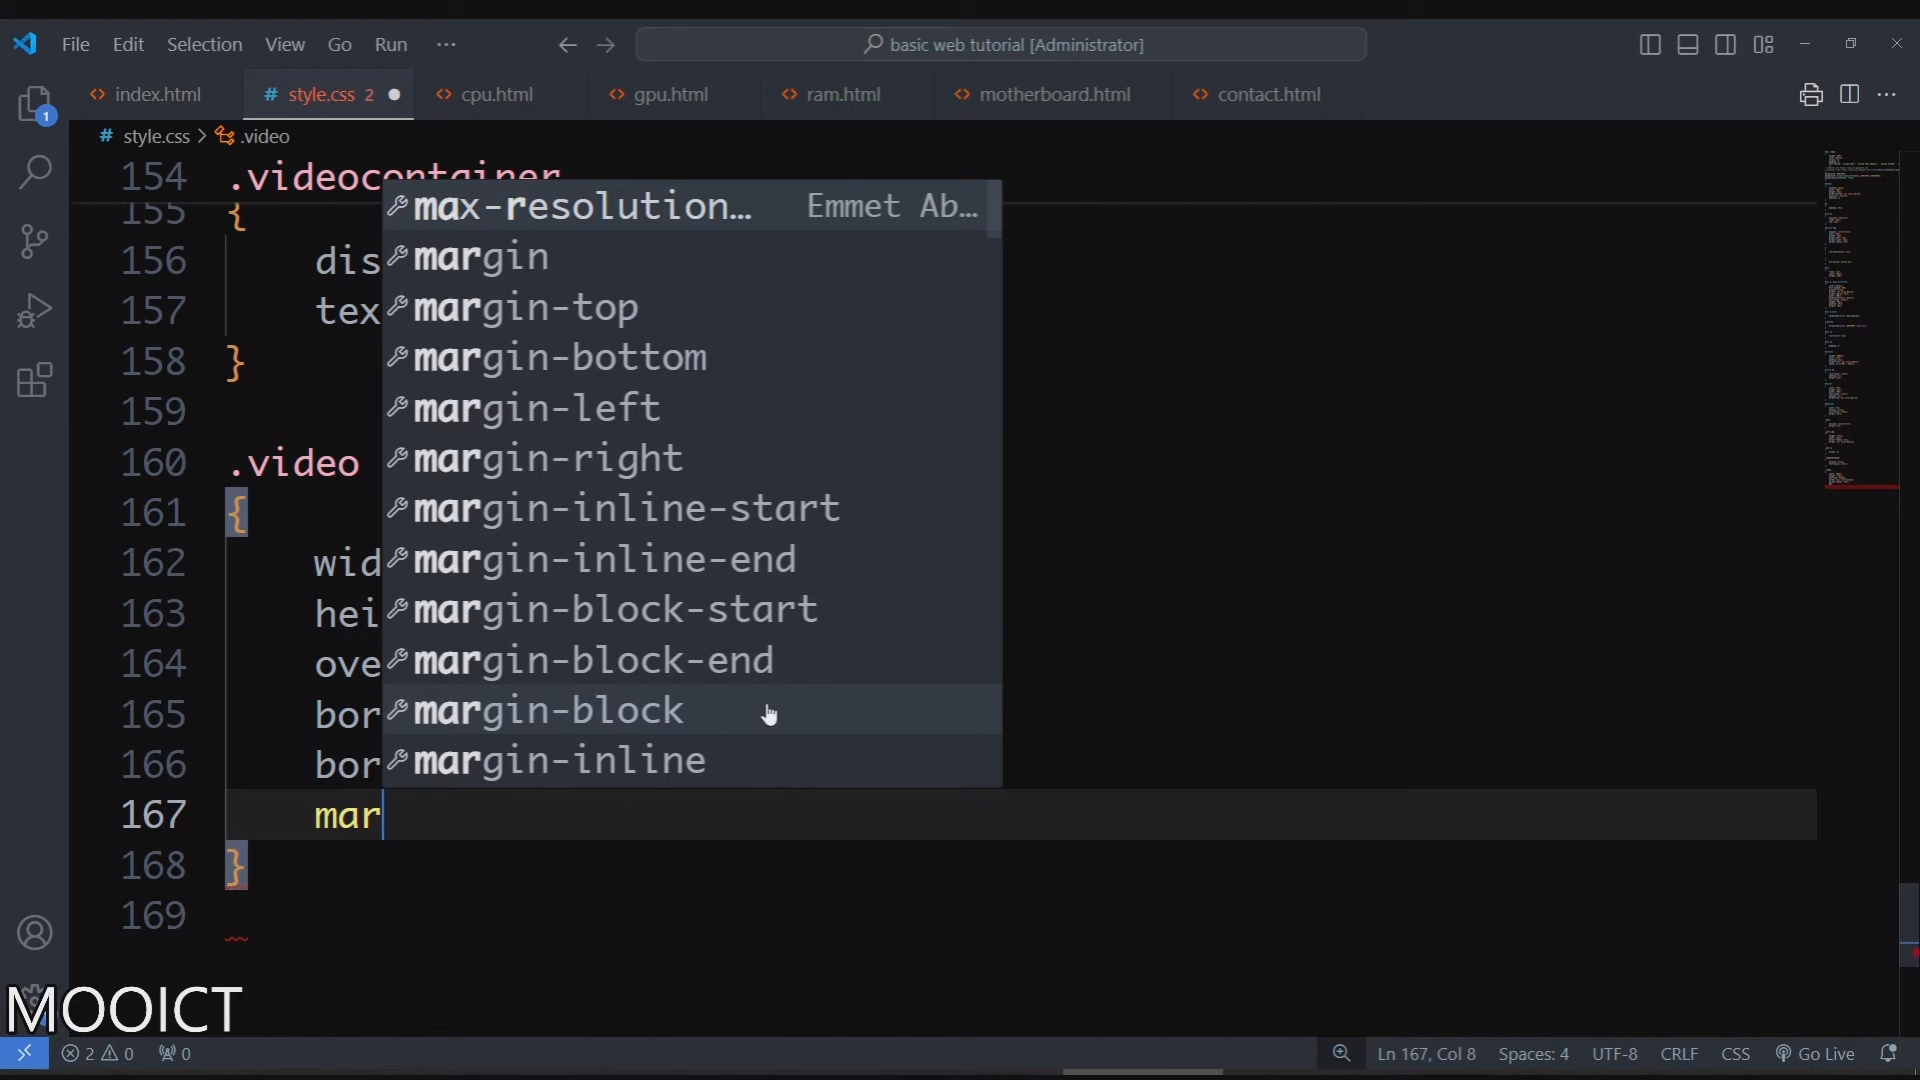 File Edit Selection View Go Run ... basic web tutorial [Administrator]
index.html # style.css 2 cpu.html gpu.html ram.html motherboard.html contact.html
1
# style.css > .video
154 .videocontainer
155 {
156 dis
157 tex
158 }
159
160 .video
161 {
162 wid
163 hei
164 ove
165 bor
166 bor
167 mar
168 }
169
max-resolution... Emmet Ab...
margin
margin-top
margin-bottom
margin-left
margin-right
margin-inline-start
margin-inline-end
margin-block-start
margin-block-end
margin-block
margin-inline
MOOICT
2 0 0 Ln 167, Col 8 Spaces: 4 UTF-8 CRLF CSS Go Live